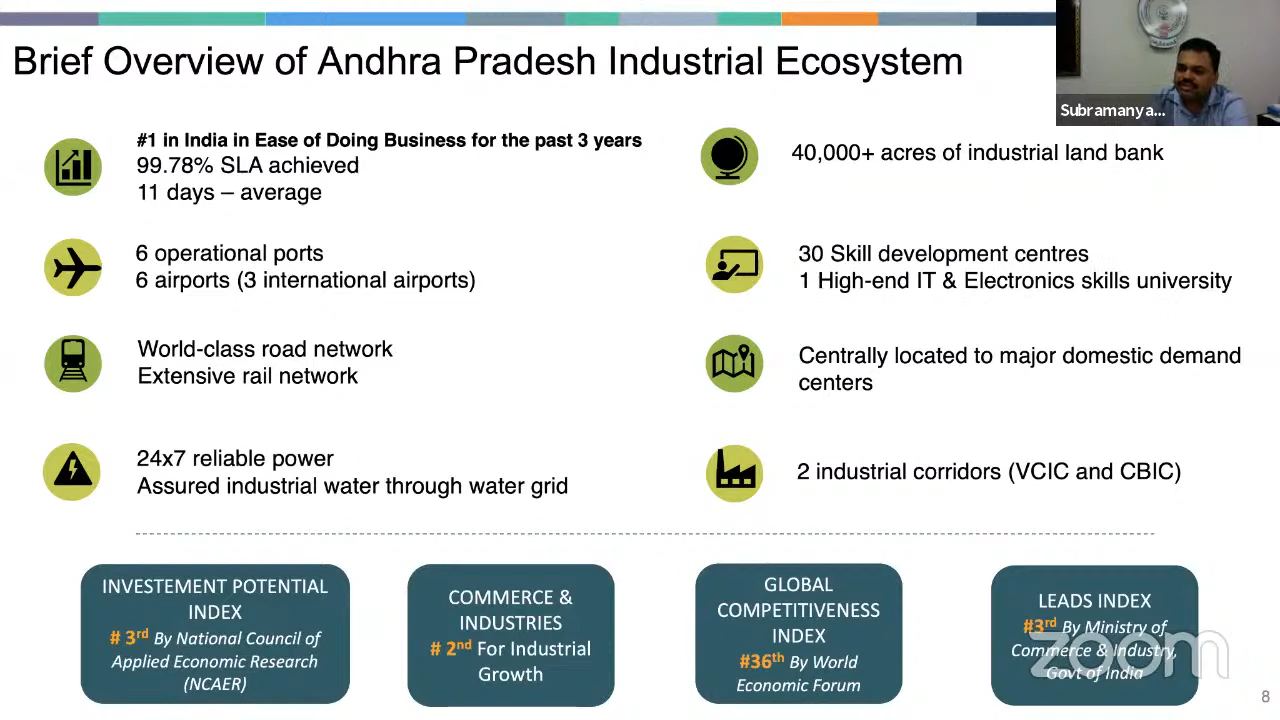 Brief Overview of Andhra Pradesh Industrial Ecosystem
Subramanya...
#1 in India in Ease of Doing Business for the past 3 years
99.78% SLA achieved
11 days – average
40,000+ acres of industrial land bank
6 operational ports
6 airports (3 international airports)
30 Skill development centres
1 High-end IT & Electronics skills university
World-class road network
Extensive rail network
Centrally located to major domestic demand
centers
24x7 reliable power
Assured industrial water through water grid
2 industrial corridors (VCIC and CBIC)
INVESTEMENT POTENTIAL
INDEX
# 3rd By National Council of
Applied Economic Research
(NCAER)
COMMERCE &
INDUSTRIES
# 2nd For Industrial
Growth
GLOBAL
COMPETITIVENESS
INDEX
#36th By World
Economic Forum
LEADS INDEX
#3rd By Ministry of
Commerce & Industry,
Govt of India
zoom
8